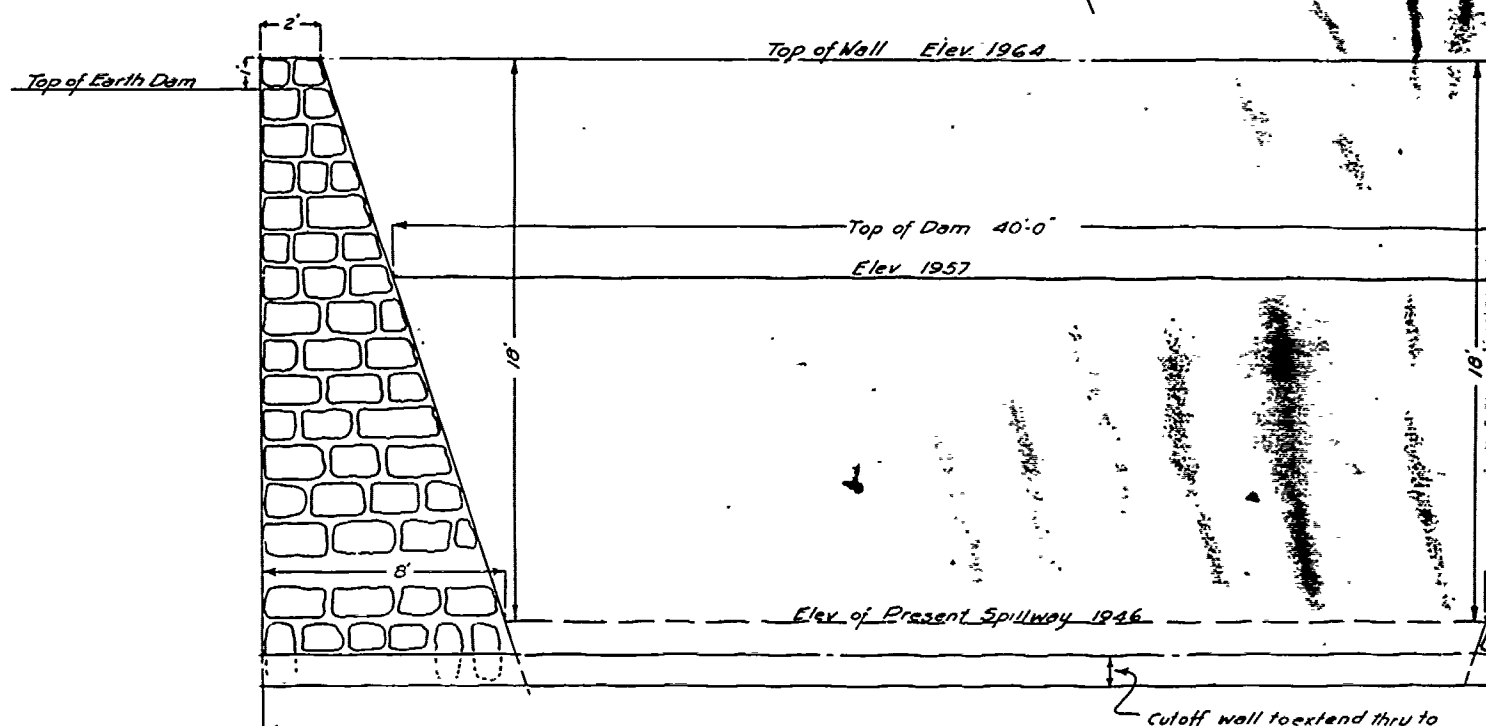 2'
Top of Wall Elev. 1964
1'
Top of Earth Dam
Top of Dam 40'-0"
Elev 1957
18'
18'
8'
Elev of Present Spillway 1946
Cutoff wall to extend thru to